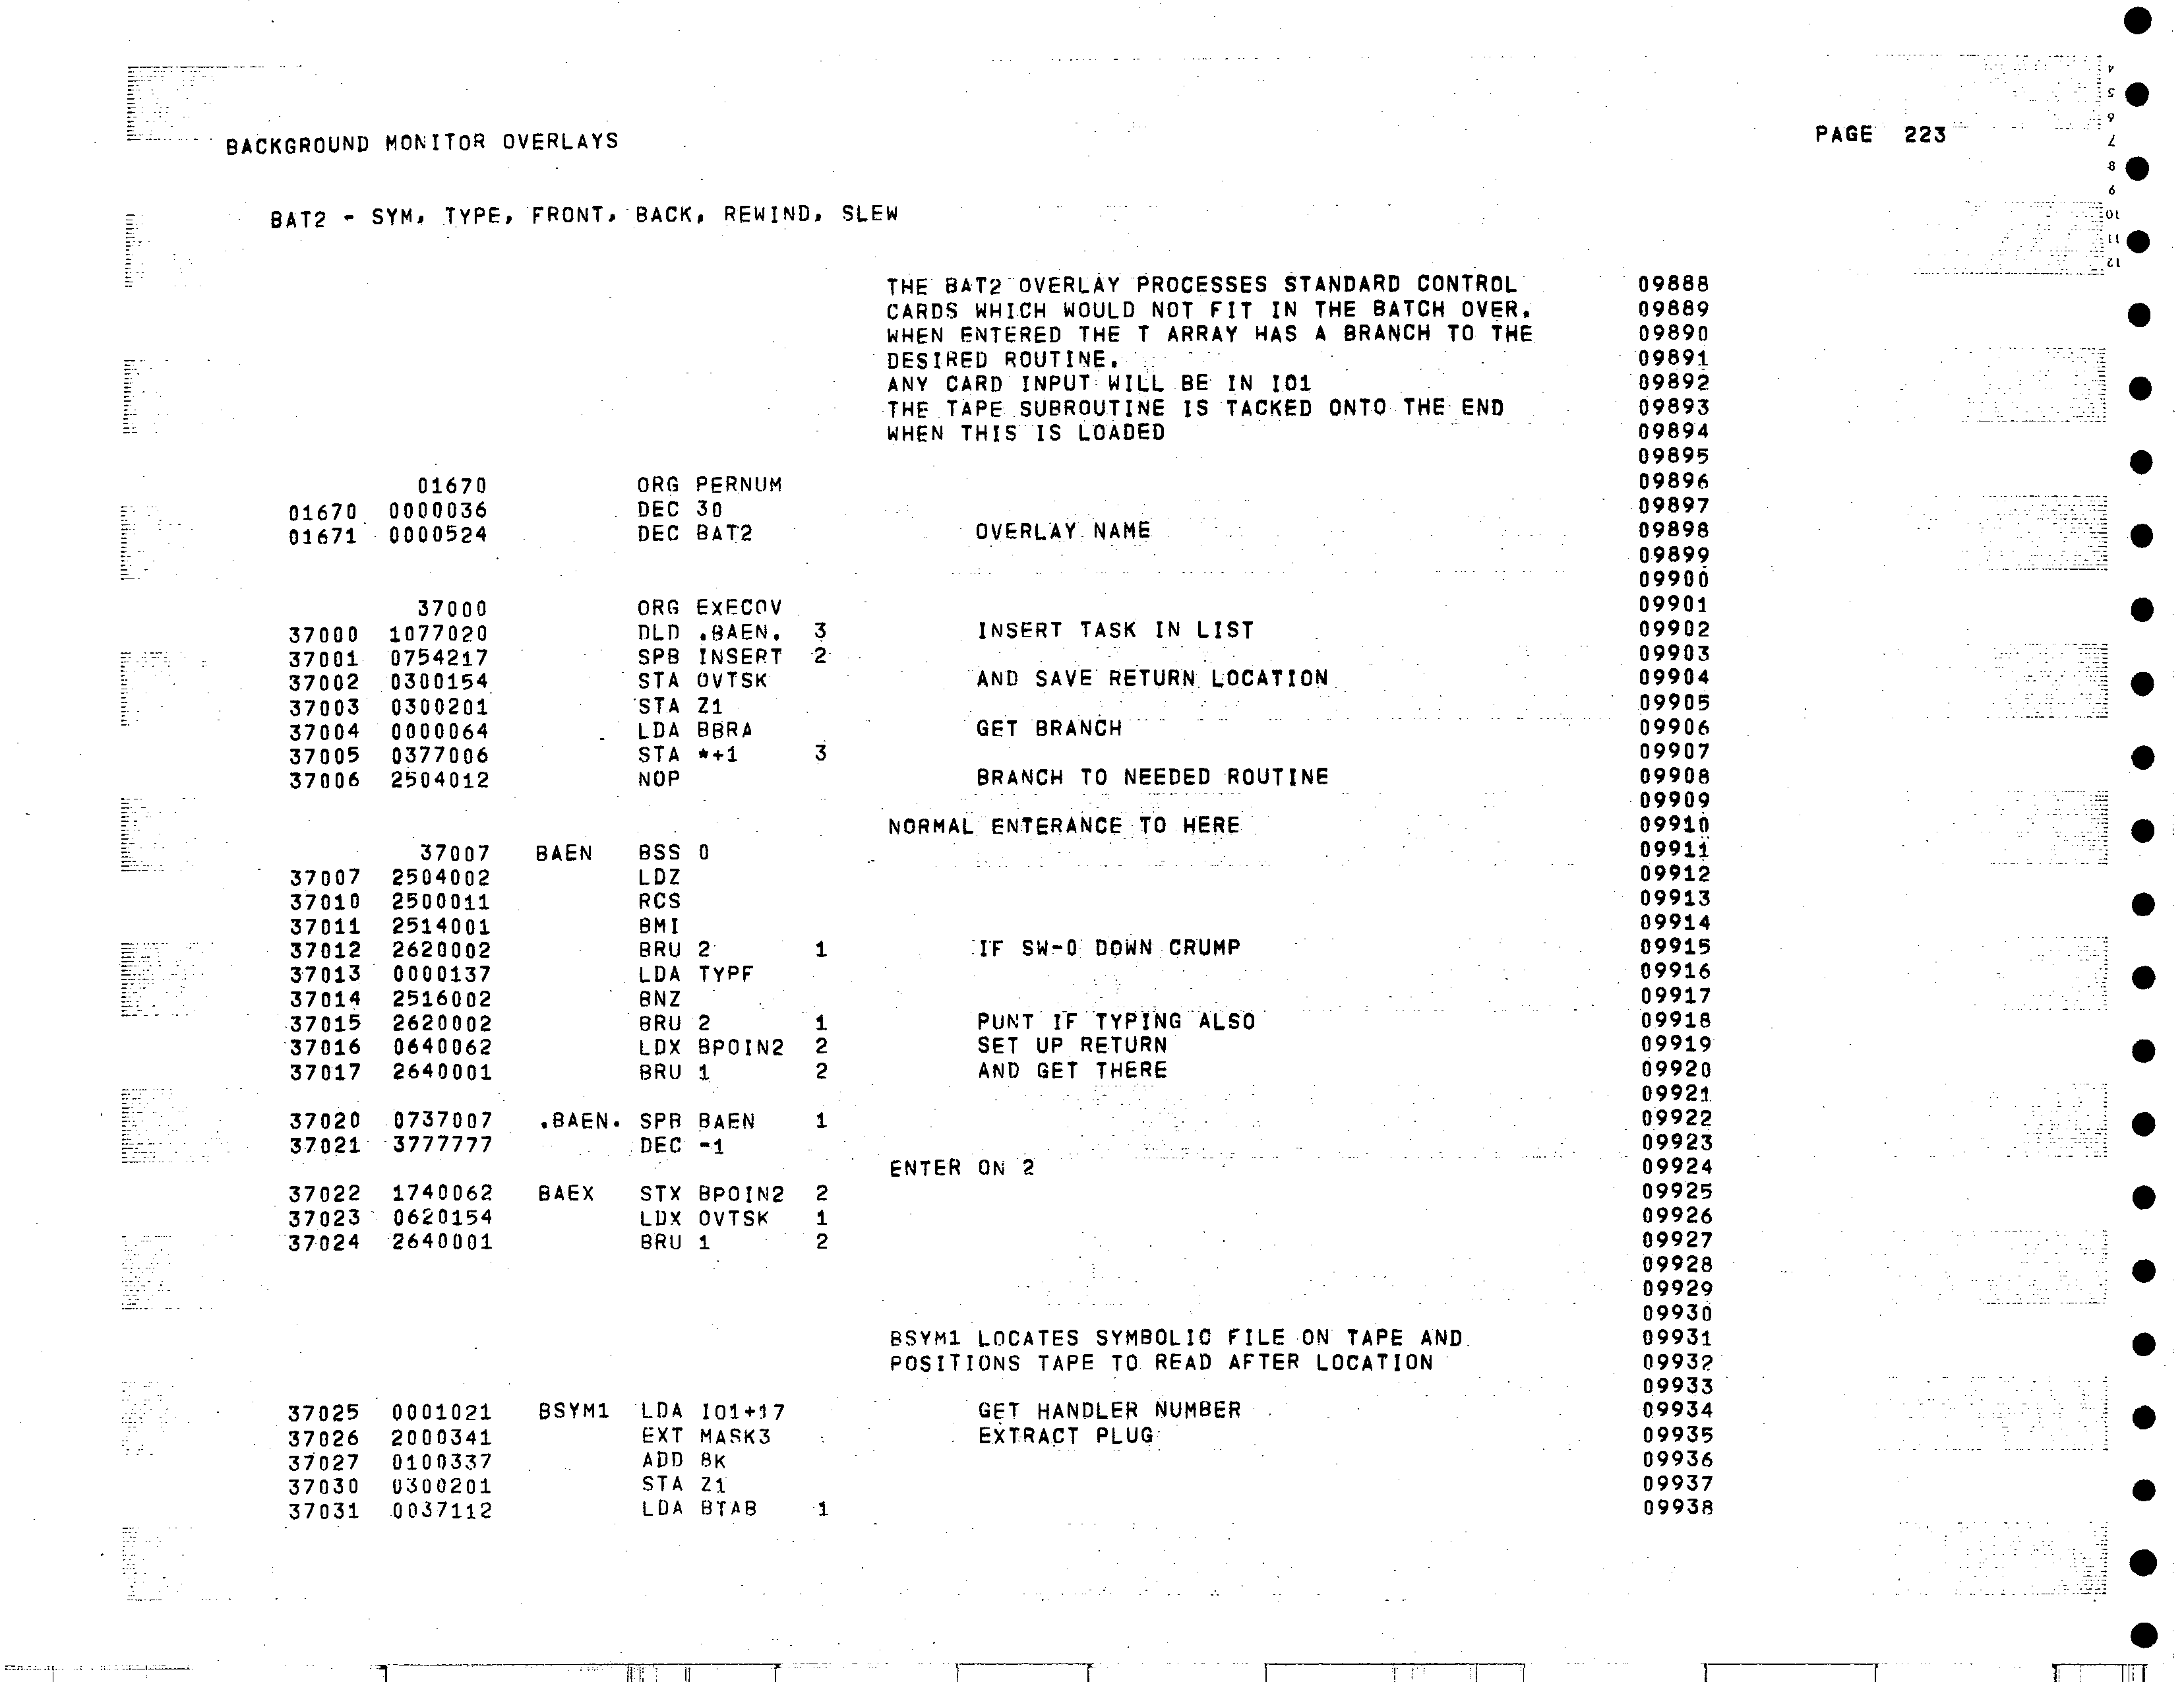 BACKGROUND MONITOR OVERLAYS PAGE 223
BAT2 - SYM, TYPE, FRONT, BACK, REWIND, SLEW
THE BAT2 OVERLAY PROCESSES STANDARD CONTROL 09888
CARDS WHICH WOULD NOT FIT IN THE BATCH OVER. 09889
WHEN ENTERED THE T ARRAY HAS A BRANCH TO THE 09890
DESIRED ROUTINE. 09891
ANY CARD INPUT WILL BE IN IO1 09892
THE TAPE SUBROUTINE IS TACKED ONTO THE END 09893
WHEN THIS IS LOADED 09894
09895
01670 ORG PERNUM 09896
01670 0000036 DEC 30 09897
01671 0000524 DEC BAT2 OVERLAY NAME 09898
09899
09900
37000 ORG EXECOV 09901
37000 1077020 DLD .BAEN. 3 INSERT TASK IN LIST 09902
37001 0754217 SPB INSERT 2 09903
37002 0300154 STA OVTSK AND SAVE RETURN LOCATION 09904
37003 0300201 STA Z1 09905
37004 0000064 LDA BBRA GET BRANCH 09906
37005 0377006 STA *+1 3 09907
37006 2504012 NOP BRANCH TO NEEDED ROUTINE 09908
09909
NORMAL ENTERANCE TO HERE 09910
37007 BAEN BSS 0 09911
37007 2504002 LDZ 09912
37010 2500011 RCS 09913
37011 2514001 BMI 09914
37012 2620002 BRU 2 1 IF SW-0 DOWN CRUMP 09915
37013 0000137 LDA TYPF 09916
37014 2516002 BNZ 09917
37015 2620002 BRU 2 1 PUNT IF TYPING ALSO 09918
37016 0640062 LDX BPOIN2 2 SET UP RETURN 09919
37017 2640001 BRU 1 2 AND GET THERE 09920
09921
37020 0737007 .BAEN. SPB BAEN 1 09922
37021 3777777 DEC -1 09923
ENTER ON 2 09924
37022 1740062 BAEX STX BPOIN2 2 09925
37023 0620154 LDX OVTSK 1 09926
37024 2640001 BRU 1 2 09927
09928
09929
09930
BSYM1 LOCATES SYMBOLIC FILE ON TAPE AND 09931
POSITIONS TAPE TO READ AFTER LOCATION 09932
09933
37025 0001021 BSYM1 LDA IO1+17 GET HANDLER NUMBER 09934
37026 2000341 EXT MASK3 EXTRACT PLUG 09935
37027 0100337 ADD 8K 09936
37030 0300201 STA Z1 09937
37031 0037112 LDA BTAB 1 09938
4
5
6
7
8
9
10
11
12